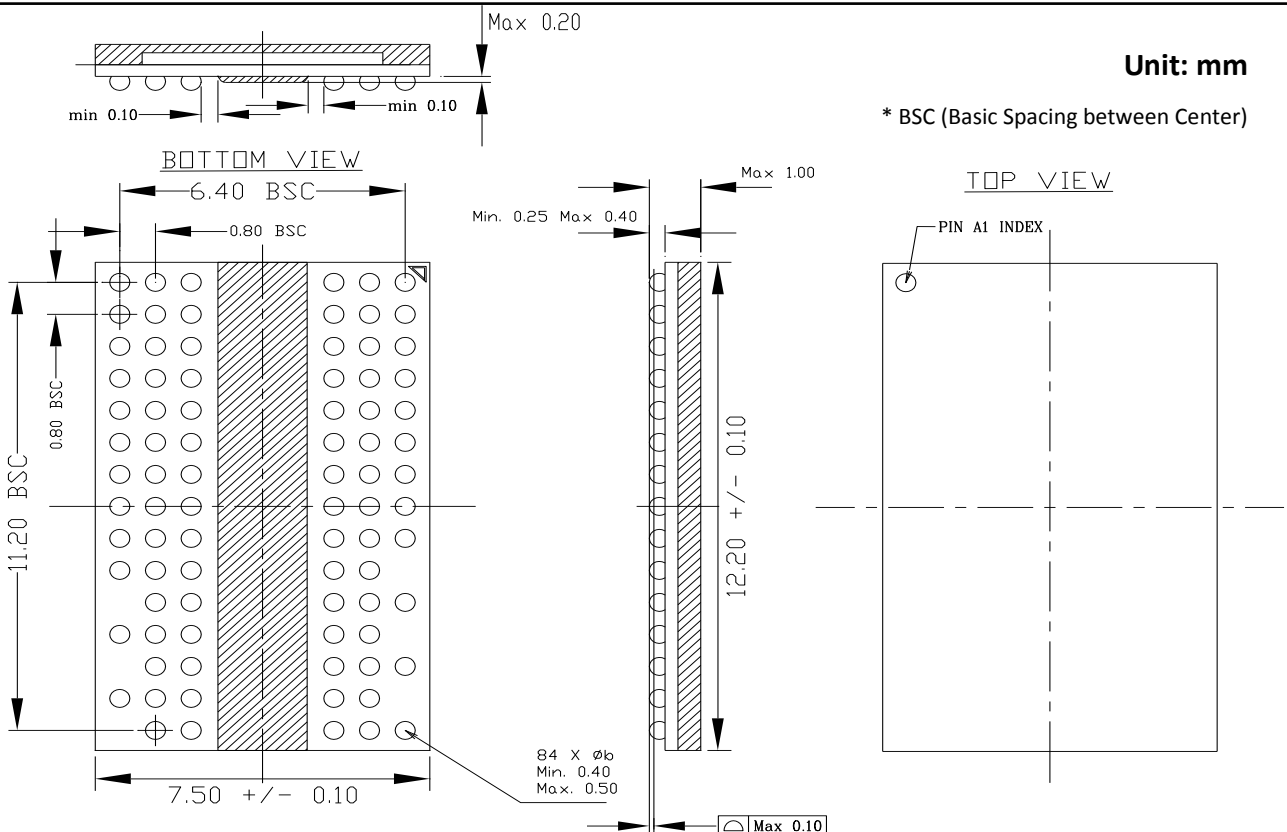 Max 0.20
Unit: mm
min 0.10
min 0.10
* BSC (Basic Spacing between Center)
BOTTOM VIEW
6.40 BSC
0.80 BSC
Max 1.00
Min. 0.25 Max 0.40
TOP VIEW
PIN A1 INDEX
0.80 BSC
11.20 BSC
12.20 +/- 0.10
84 X Øb
Min. 0.40
Max. 0.50
7.50 +/- 0.10
Max 0.10